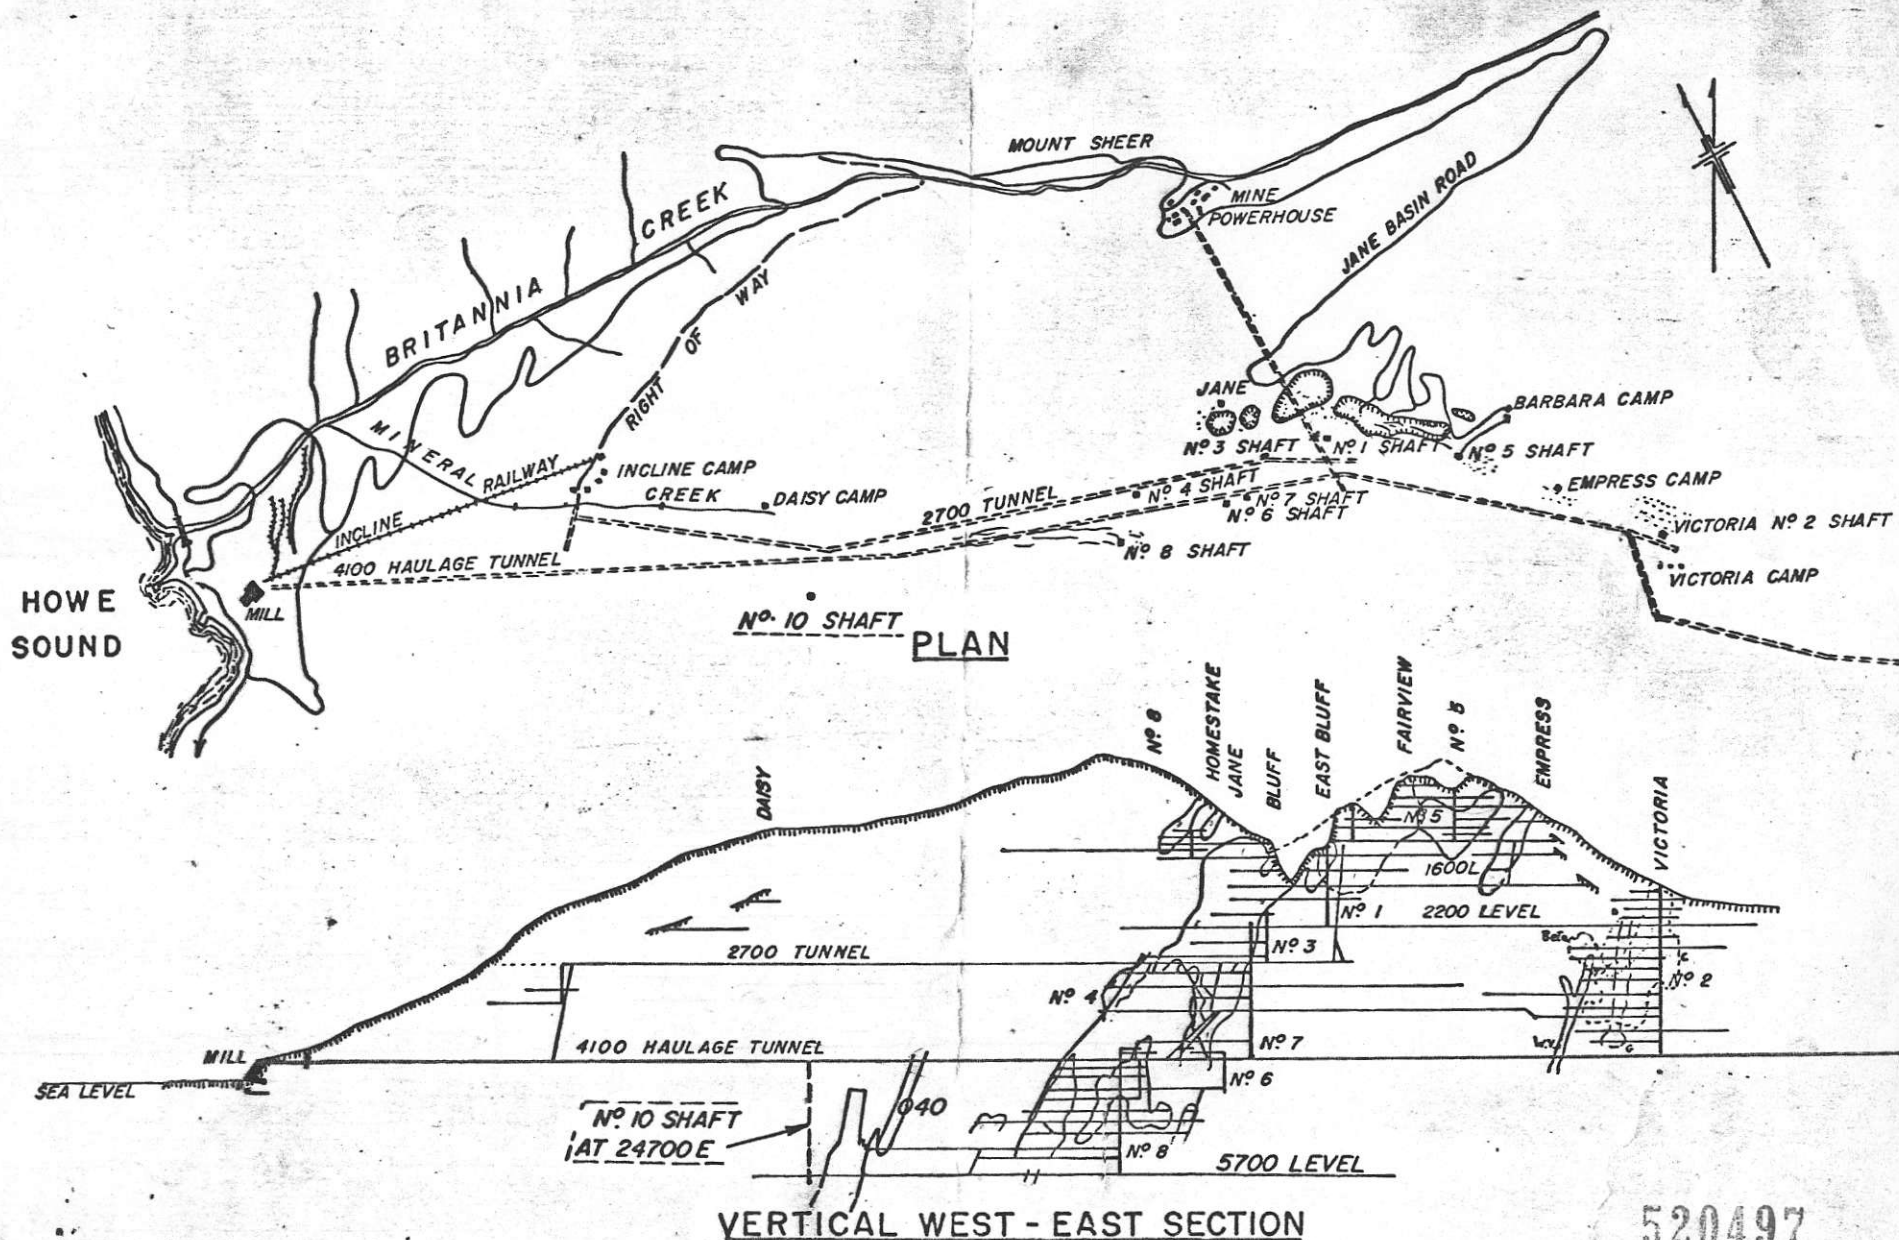 MOUNT SHEER
MINE
POWERHOUSE
JANE BASIN ROAD
BRITANNIA CREEK
RIGHT OF WAY
MINERAL CREEK
INCLINE RAILWAY
INCLINE CAMP
DAISY CAMP
JANE
BARBARA CAMP
Nº 3 SHAFT
Nº 1 SHAFT
Nº 5 SHAFT
2700 TUNNEL
Nº 4 SHAFT
Nº 7 SHAFT
Nº 6 SHAFT
EMPRESS CAMP
VICTORIA Nº 2 SHAFT
4100 HAULAGE TUNNEL
Nº 8 SHAFT
VICTORIA CAMP
HOWE
SOUND
MILL
Nº. 10 SHAFT
PLAN
DAISY
Nº 8
HOMESTAKE
JANE
BLUFF
EAST BLUFF
FAIRVIEW
Nº 5
EMPRESS
VICTORIA
Nº 5
1600L
Nº 1
2200 LEVEL
Nº 3
2700 TUNNEL
Nº 4
Nº 2
4100 HAULAGE TUNNEL
Nº 7
MILL
SEA LEVEL
Nº 6
Nº 10 SHAFT
AT 24700E
040
Nº 8
5700 LEVEL
VERTICAL WEST - EAST SECTION
520497